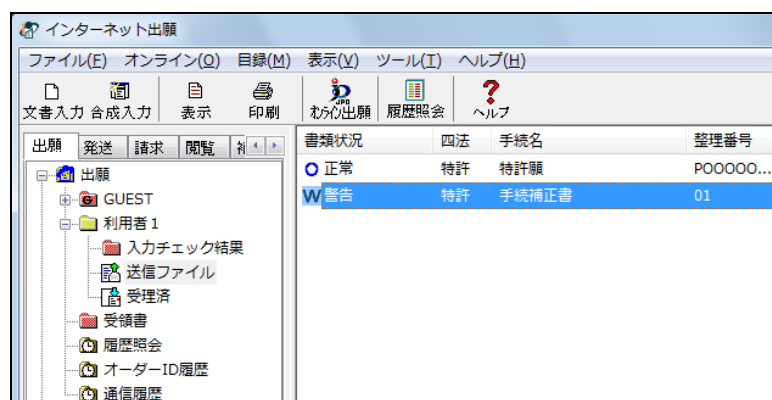 インターネット出願
ファイル(F) オンライン(O) 目録(M) 表示(V) ツール(T) ヘルプ(H)
文書入力 合成入力 表示 印刷 オンライン出願 履歴照会 ヘルプ
出願 発送 請求 閲覧
書類状況 四法 手続名 整理番号
正常 特許 特許願 P00000...
W 警告 特許 手続補正書 01
出願
GUEST
利用者1
入力チェック結果
送信ファイル
受理済
受領書
履歴照会
オーダーID履歴
通信履歴